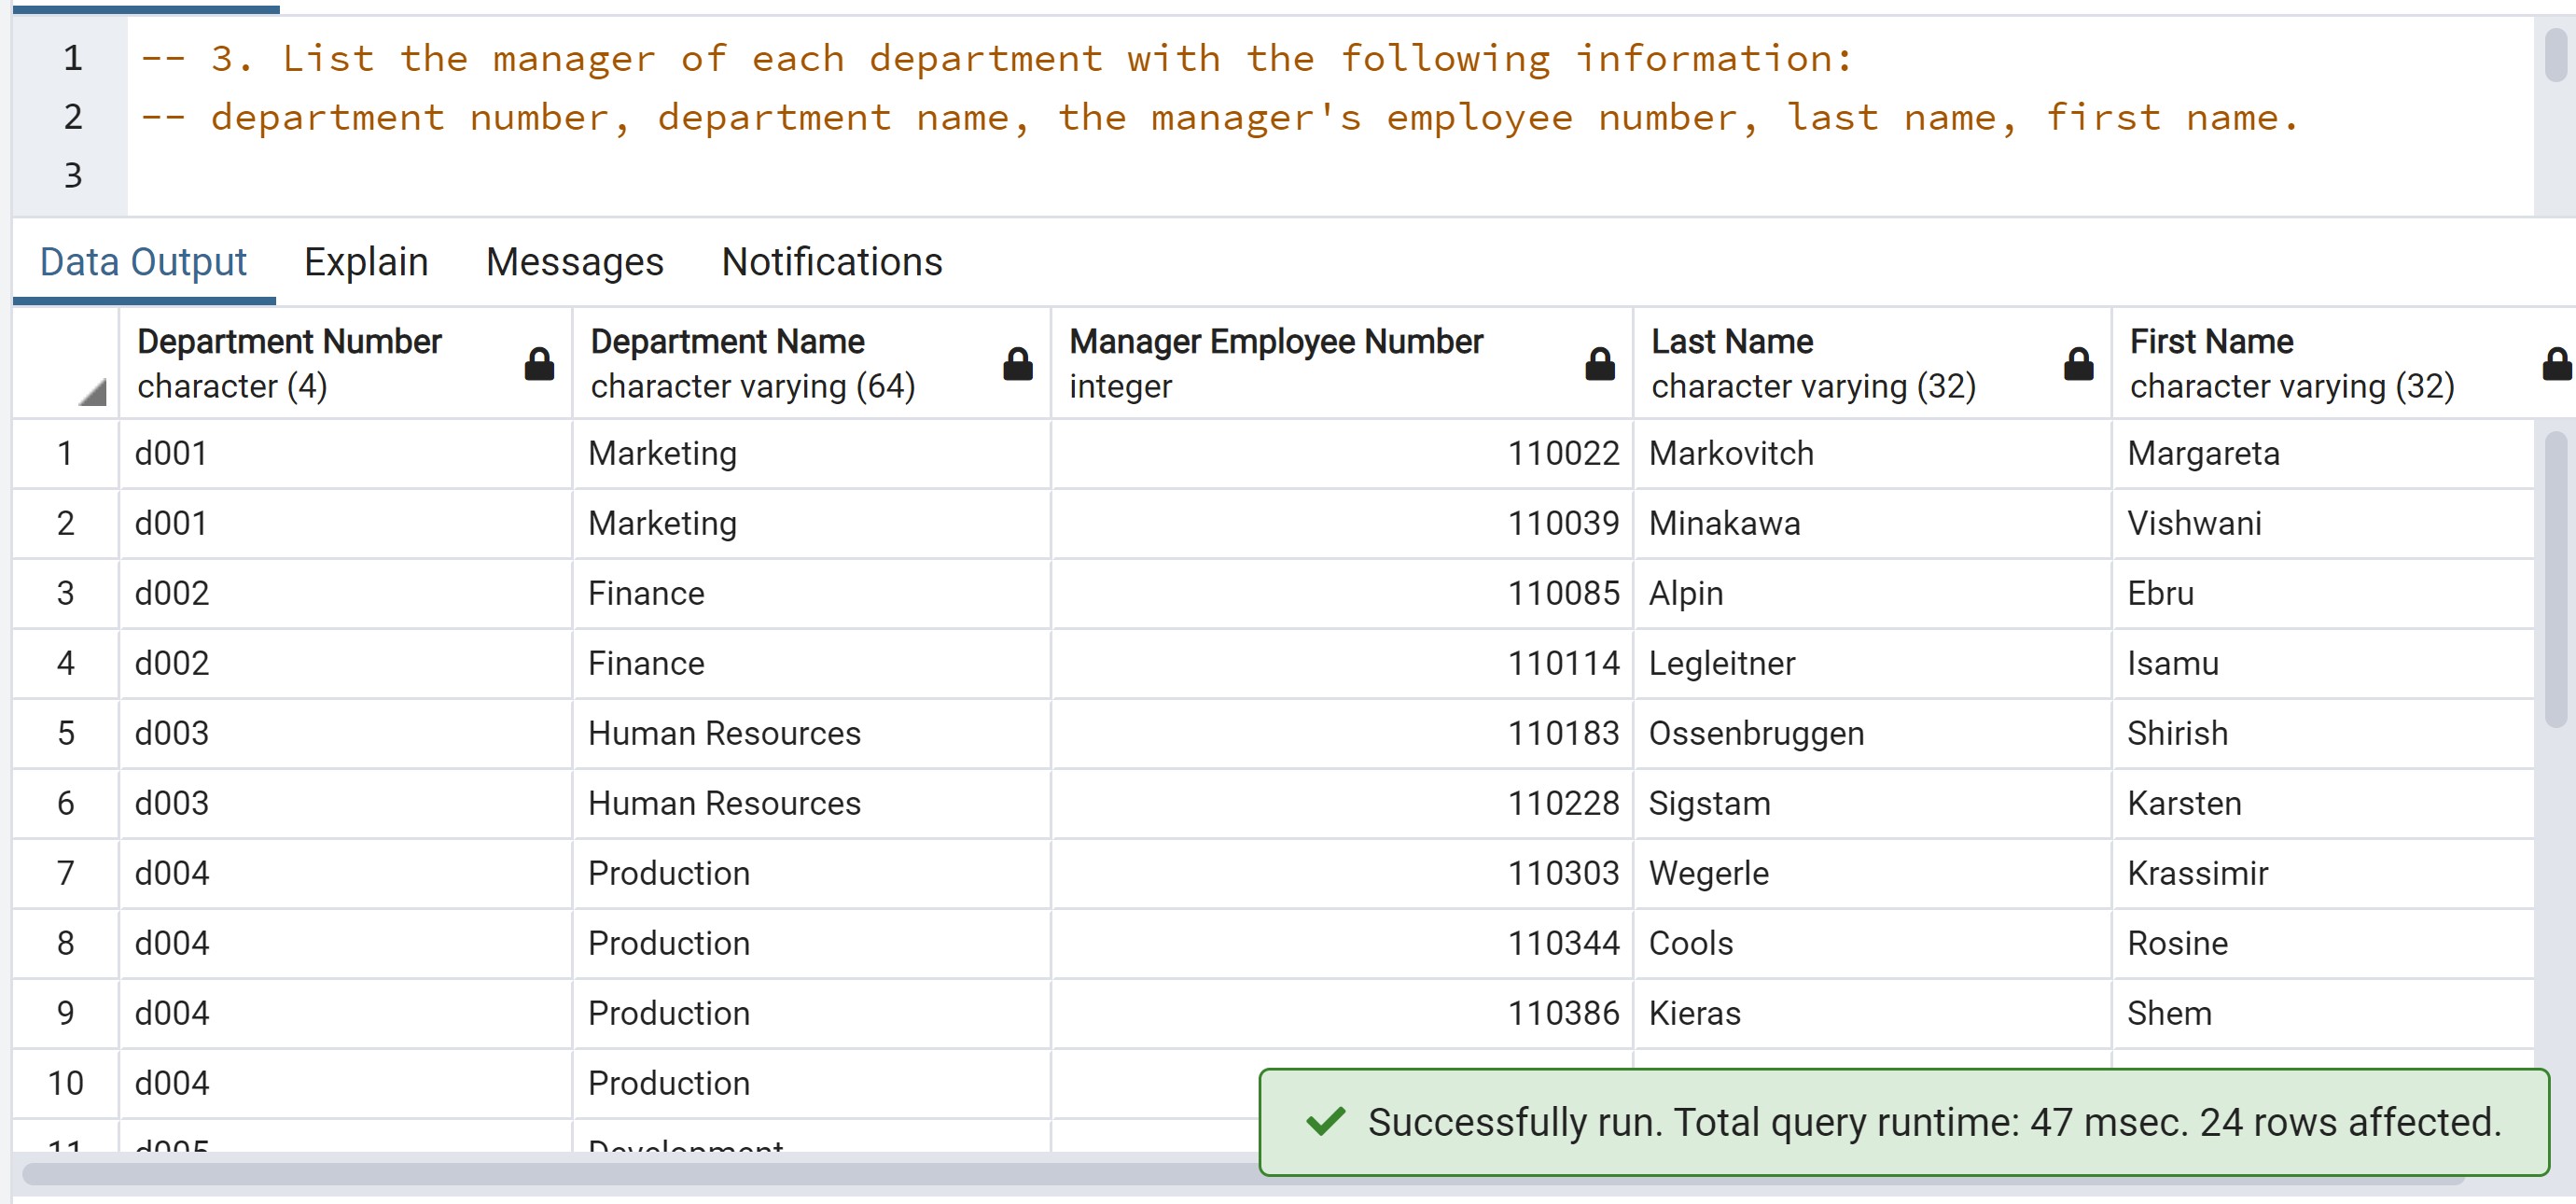 1 -- 3. List the manager of each department with the following information:
2 -- department number, department name, the manager's employee number, last name, first name.
3
Data Output Explain Messages Notifications
Department Number Department Name Manager Employee Number Last Name First Name
character (4) character varying (64) integer character varying (32) character varying (32)
1 d001 Marketing 110022 Markovitch Margareta
2 d001 Marketing 110039 Minakawa Vishwani
3 d002 Finance 110085 Alpin Ebru
4 d002 Finance 110114 Legleitner Isamu
5 d003 Human Resources 110183 Ossenbruggen Shirish
6 d003 Human Resources 110228 Sigstam Karsten
7 d004 Production 110303 Wegerle Krassimir
8 d004 Production 110344 Cools Rosine
9 d004 Production 110386 Kieras Shem
10 d004 Production
11 d005 Development
Successfully run. Total query runtime: 47 msec. 24 rows affected.